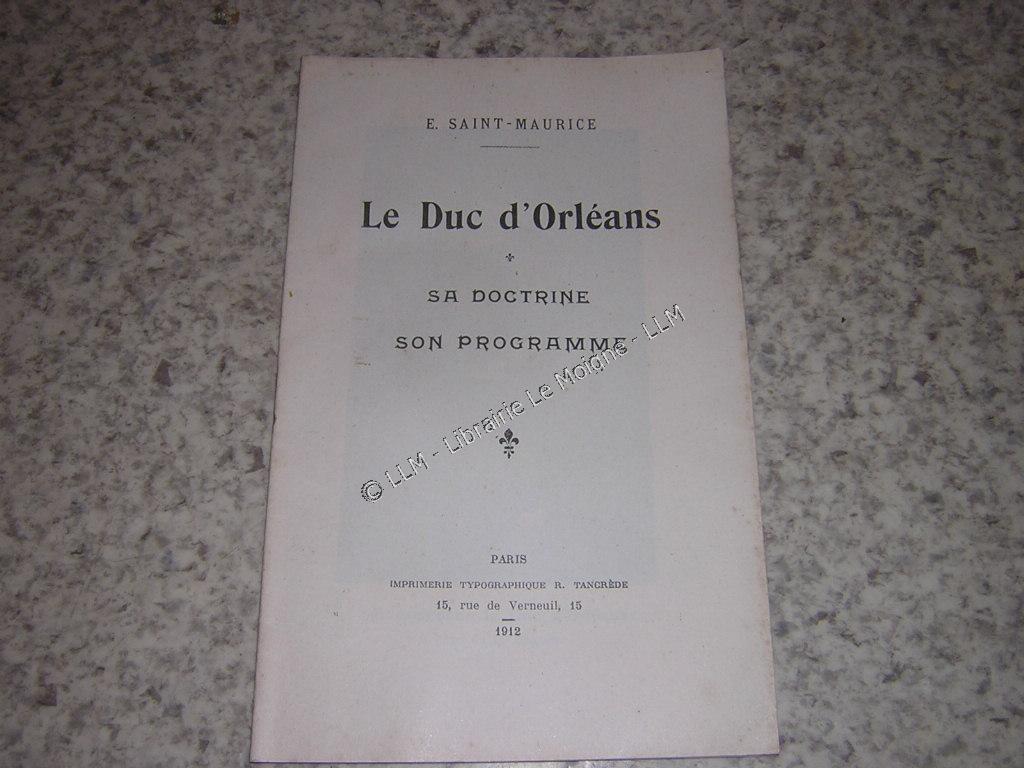 E. SAINT-MAURICE
Le Duc d'Orléans
SA DOCTRINE
SON PROGRAMME
© LLM - Librairie Le Moigne - LLM
PARIS
IMPRIMERIE TYPOGRAPHIQUE R. TANCRÈDE
15, rue de Verneuil, 15
1912